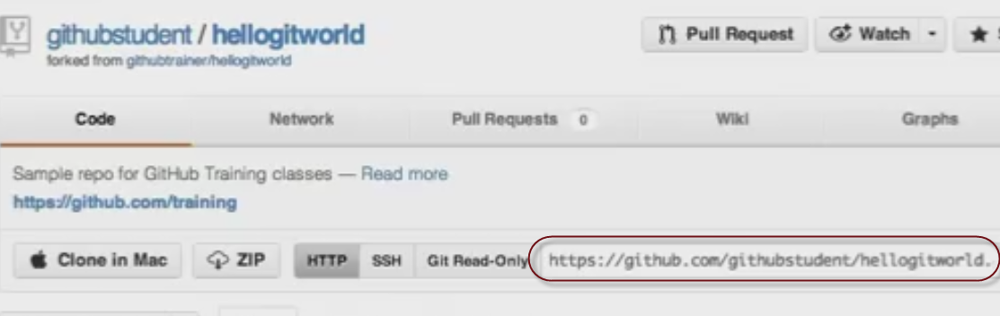 githubstudent / hellogitworld
forked from githubtrainer/hellogitworld
Pull Request Watch
Code Network Pull Requests 0 Wiki Graphs
Sample repo for GitHub Training classes — Read more
https://github.com/training
Clone in Mac ZIP HTTP SSH Git Read-Only https://github.com/githubstudent/hellogitworld.